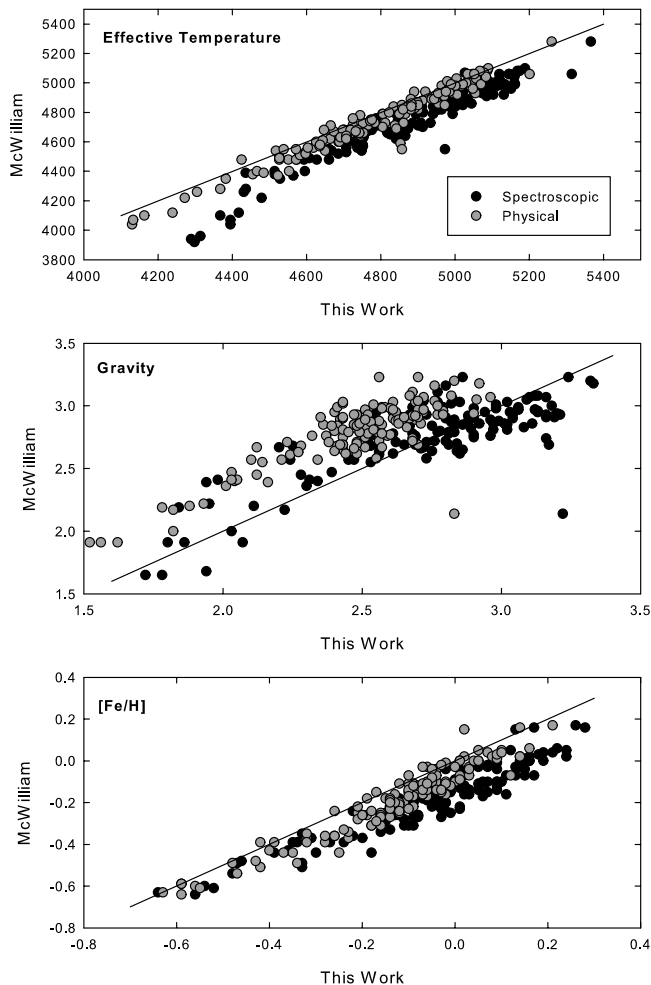 5400
5200
5000
4800
4600
4400
4200
4000
3800
McWilliam
Effective Temperature
Spectroscopic
Physical
4000 4200 4400 4600 4800 5000 5200 5400
This Work
3.5
3.0
2.5
2.0
1.5
McWilliam
Gravity
1.5 2.0 2.5 3.0 3.5
This Work
0.4
0.2
0.0
-0.2
-0.4
-0.6
-0.8
McWilliam
[Fe/H]
-0.8 -0.6 -0.4 -0.2 0.0 0.2 0.4
This Work